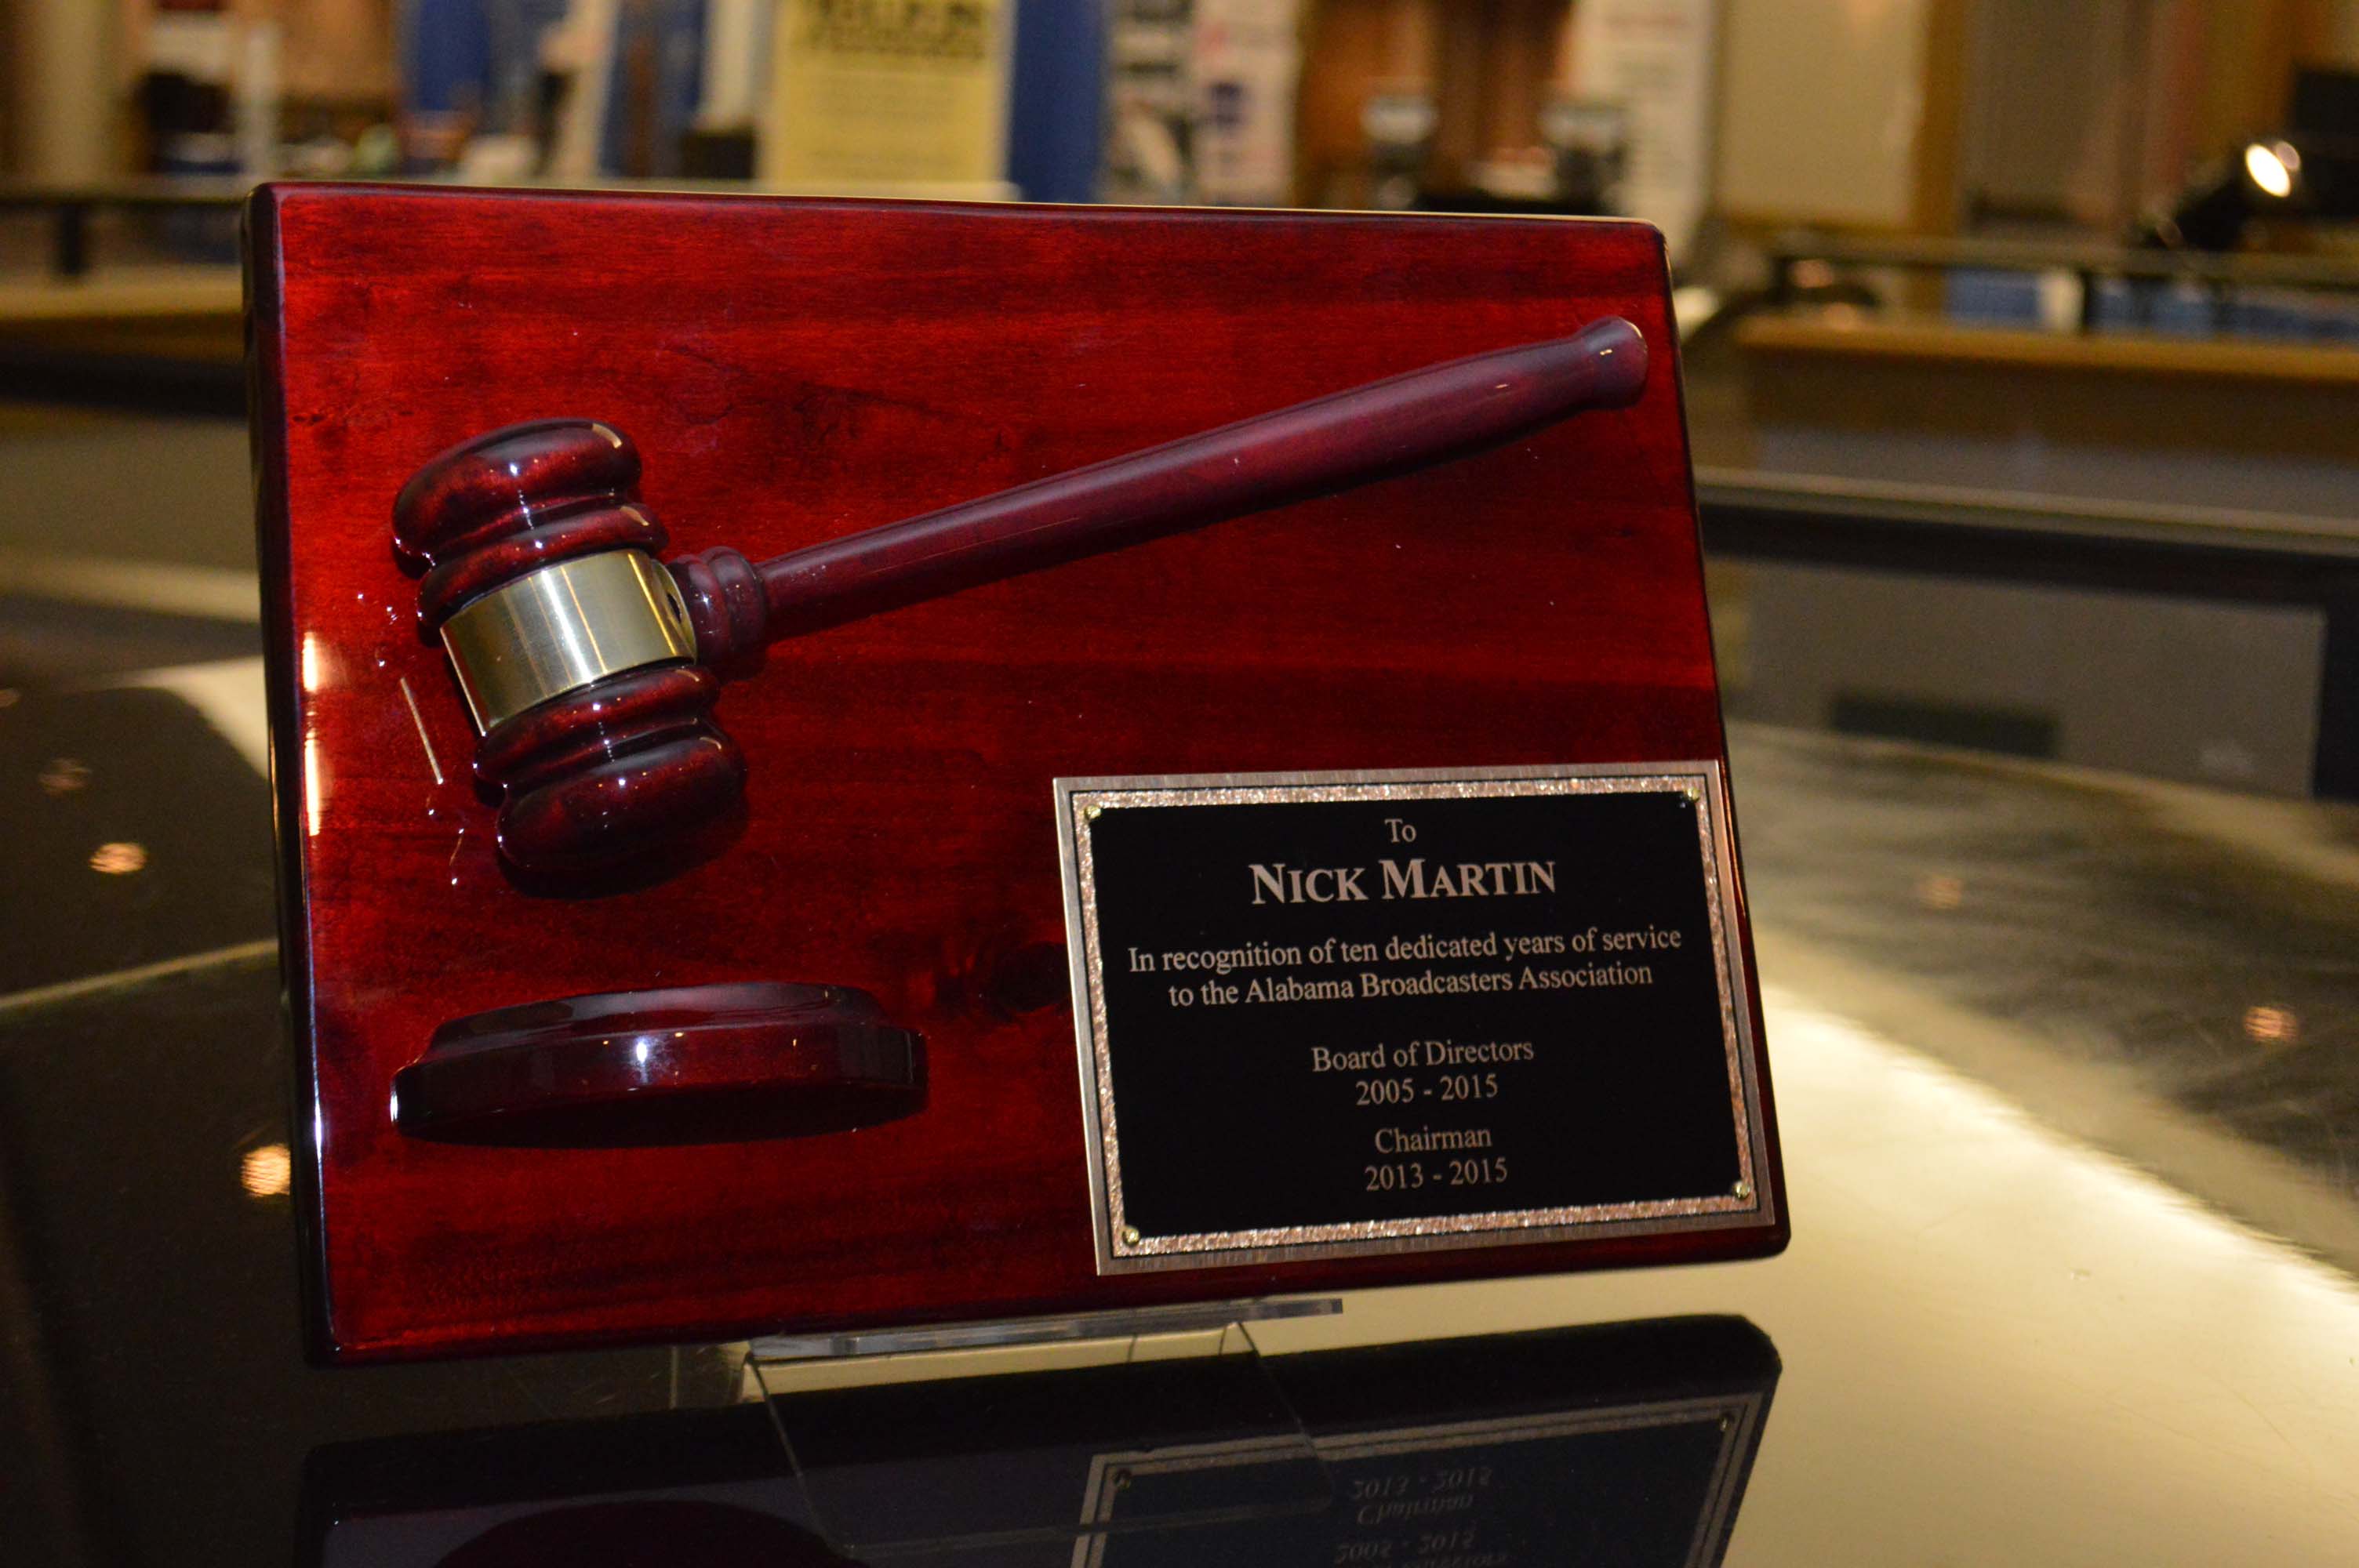 To
NICK MARTIN
In recognition of ten dedicated years of service
to the Alabama Broadcasters Association
Board of Directors
2005 - 2015
Chairman
2013 - 2015